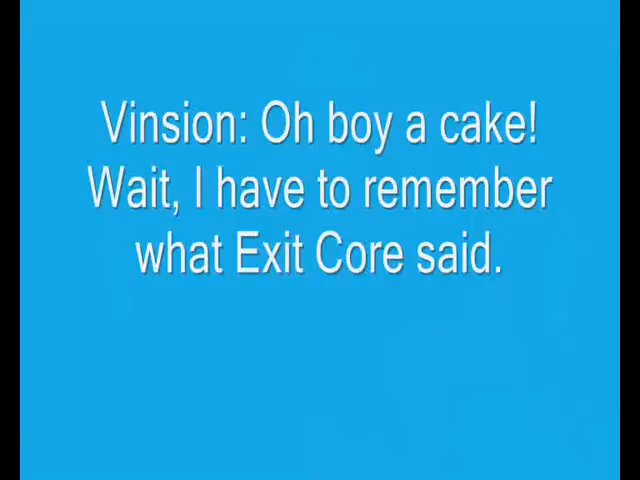 Vinsion: Oh boy a cake!
Wait, I have to remember
what Exit Core said.